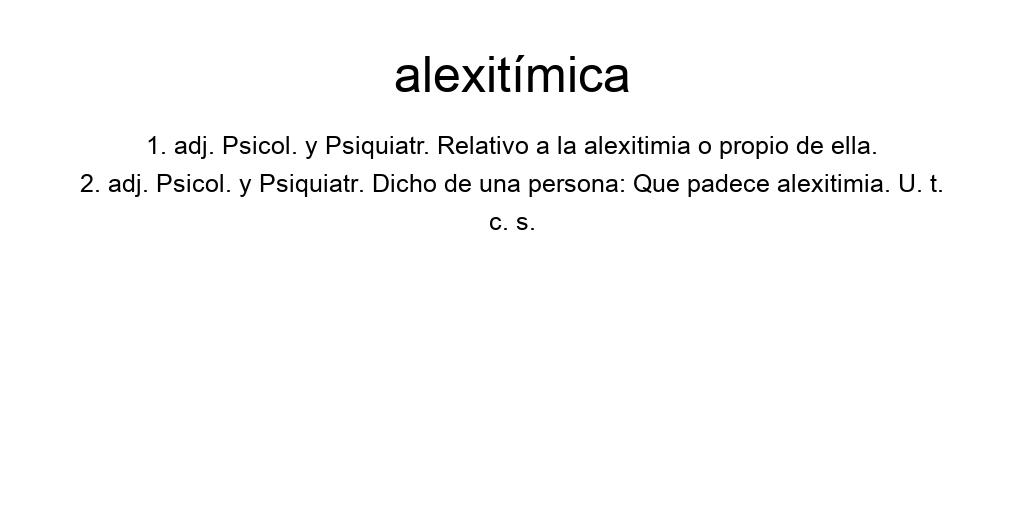 alexitímica
1. adj. Psicol. y Psiquiatr. Relativo a la alexitimia o propio de ella.
2. adj. Psicol. y Psiquiatr. Dicho de una persona: Que padece alexitimia. U. t.
c. s.